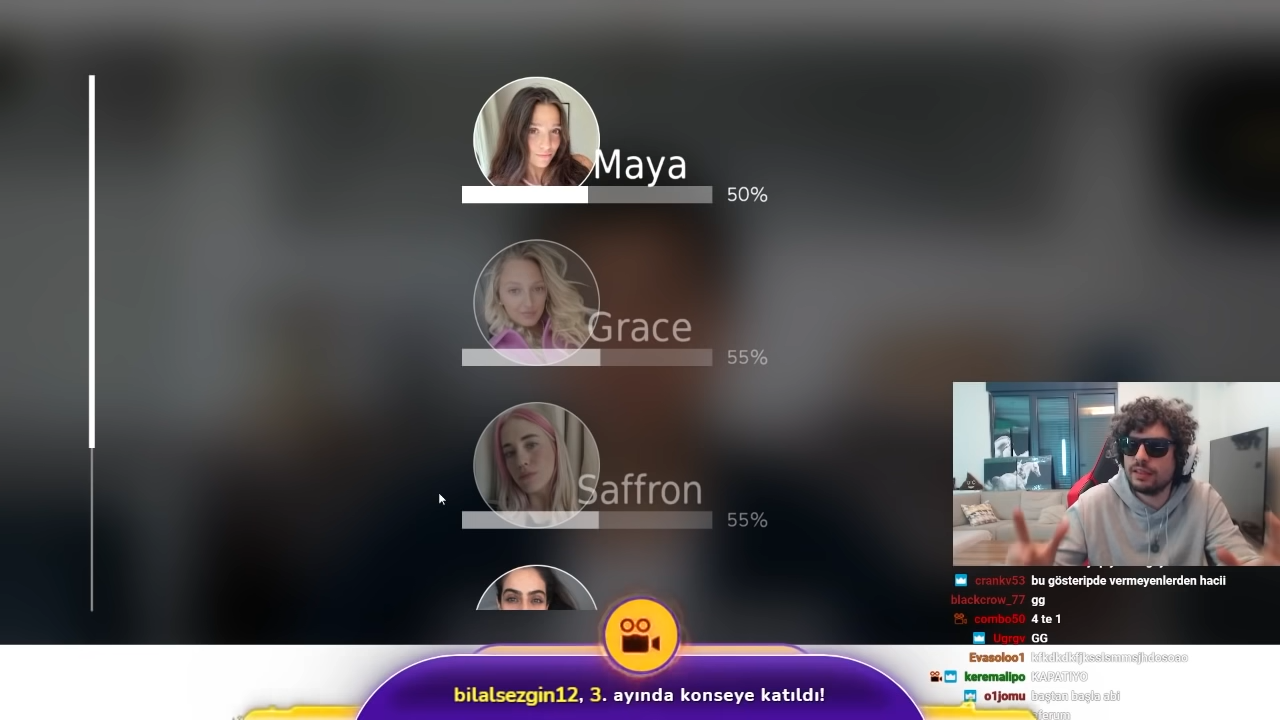 Maya
50%
Grace
55%
Saffron
55%
crankv53 bu gösteripde vermeyenlerden hacii
blackcrow_77 gg
combo50 4 te 1
Ugrgv GG
Evasoloo1
keremalipo KAPATIYO
o1jomu baştan başla abi
bilalsezgin12, 3. ayında konseye katıldı!